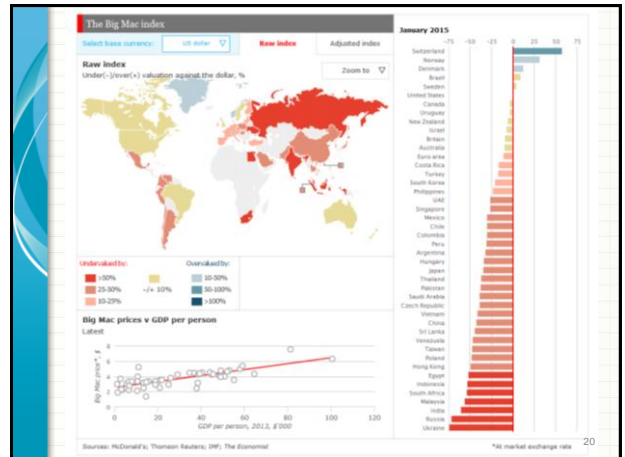 The Big Mac index
Select base currency:
US dollar
Raw index
Adjusted index
Raw index
Under(-)/over(+) valuation against the dollar, %
Zoom to
Undervalued by:
Overvalued by:
>50%
10-50%
25-50%
-/+ 10%
50-100%
10-25%
>100%
Big Mac prices v GDP per person
Latest
Big Mac price*, $
8
6
4
2
0
0 20 40 60 80 100 120
GDP per person, 2013, $'000
Sources: McDonald's; Thomson Reuters; IMF; The Economist
January 2015
-75 -50 -25 0 25 50 75
Switzerland
Norway
Denmark
Brazil
Sweden
United States
Canada
Uruguay
New Zealand
Israel
Britain
Australia
Euro area
Costa Rica
Turkey
South Korea
Philippines
UAE
Singapore
Mexico
Chile
Colombia
Peru
Argentina
Hungary
Japan
Thailand
Pakistan
Saudi Arabia
Czech Republic
Vietnam
China
Sri Lanka
Venezuela
Taiwan
Poland
Hong Kong
Egypt
Indonesia
South Africa
Malaysia
India
Russia
Ukraine
*At market exchange rate
20